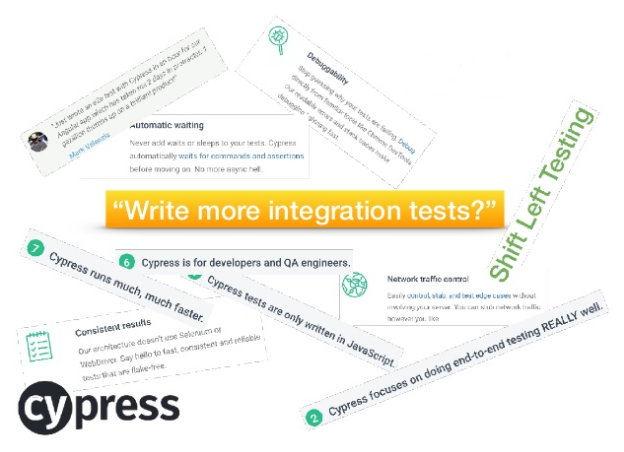 "Just wrote an e2e test with Cypress in an hour for our
Angular app which has taken me 2 days in protractor. 1
on a brilliant product"
Debuggability
Stop guessing why your tests are failing. Debug
directly from familiar tools like Chrome DevTools.
Our readable errors and stack traces make
debugging lightning fast.
Automatic waiting
Never add waits or sleeps to your tests. Cypress
automatically waits for commands and assertions
before moving on. No more async hell.
Shift Left Testing
“Write more integration tests?”
7 Cypress runs much, much faster.
6 Cypress is for developers and QA engineers.
Cypress tests are only written in JavaScript.
Network traffic control
Easily control, stub, and test edge cases without
involving your server. You can stub network traffic
however you like
Consistent results
Our architecture doesn't use Selenium or
WebDriver. Say hello to fast, consistent and reliable
tests that are flake-free.
2 Cypress focuses on doing end-to-end testing REALLY well.
cypress